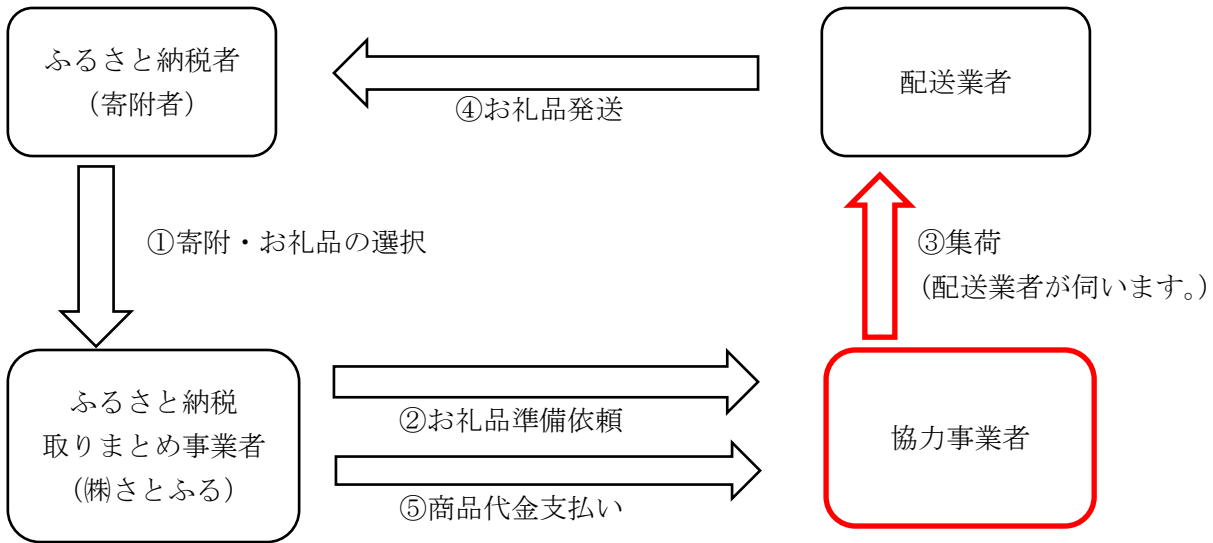 ふるさと納税者
（寄附者）
配送業者
④お礼品発送
①寄附・お礼品の選択
③集荷
（配送業者が伺います。）
ふるさと納税
取りまとめ事業者
（㈱さとふる）
②お礼品準備依頼
協力事業者
⑤商品代金支払い